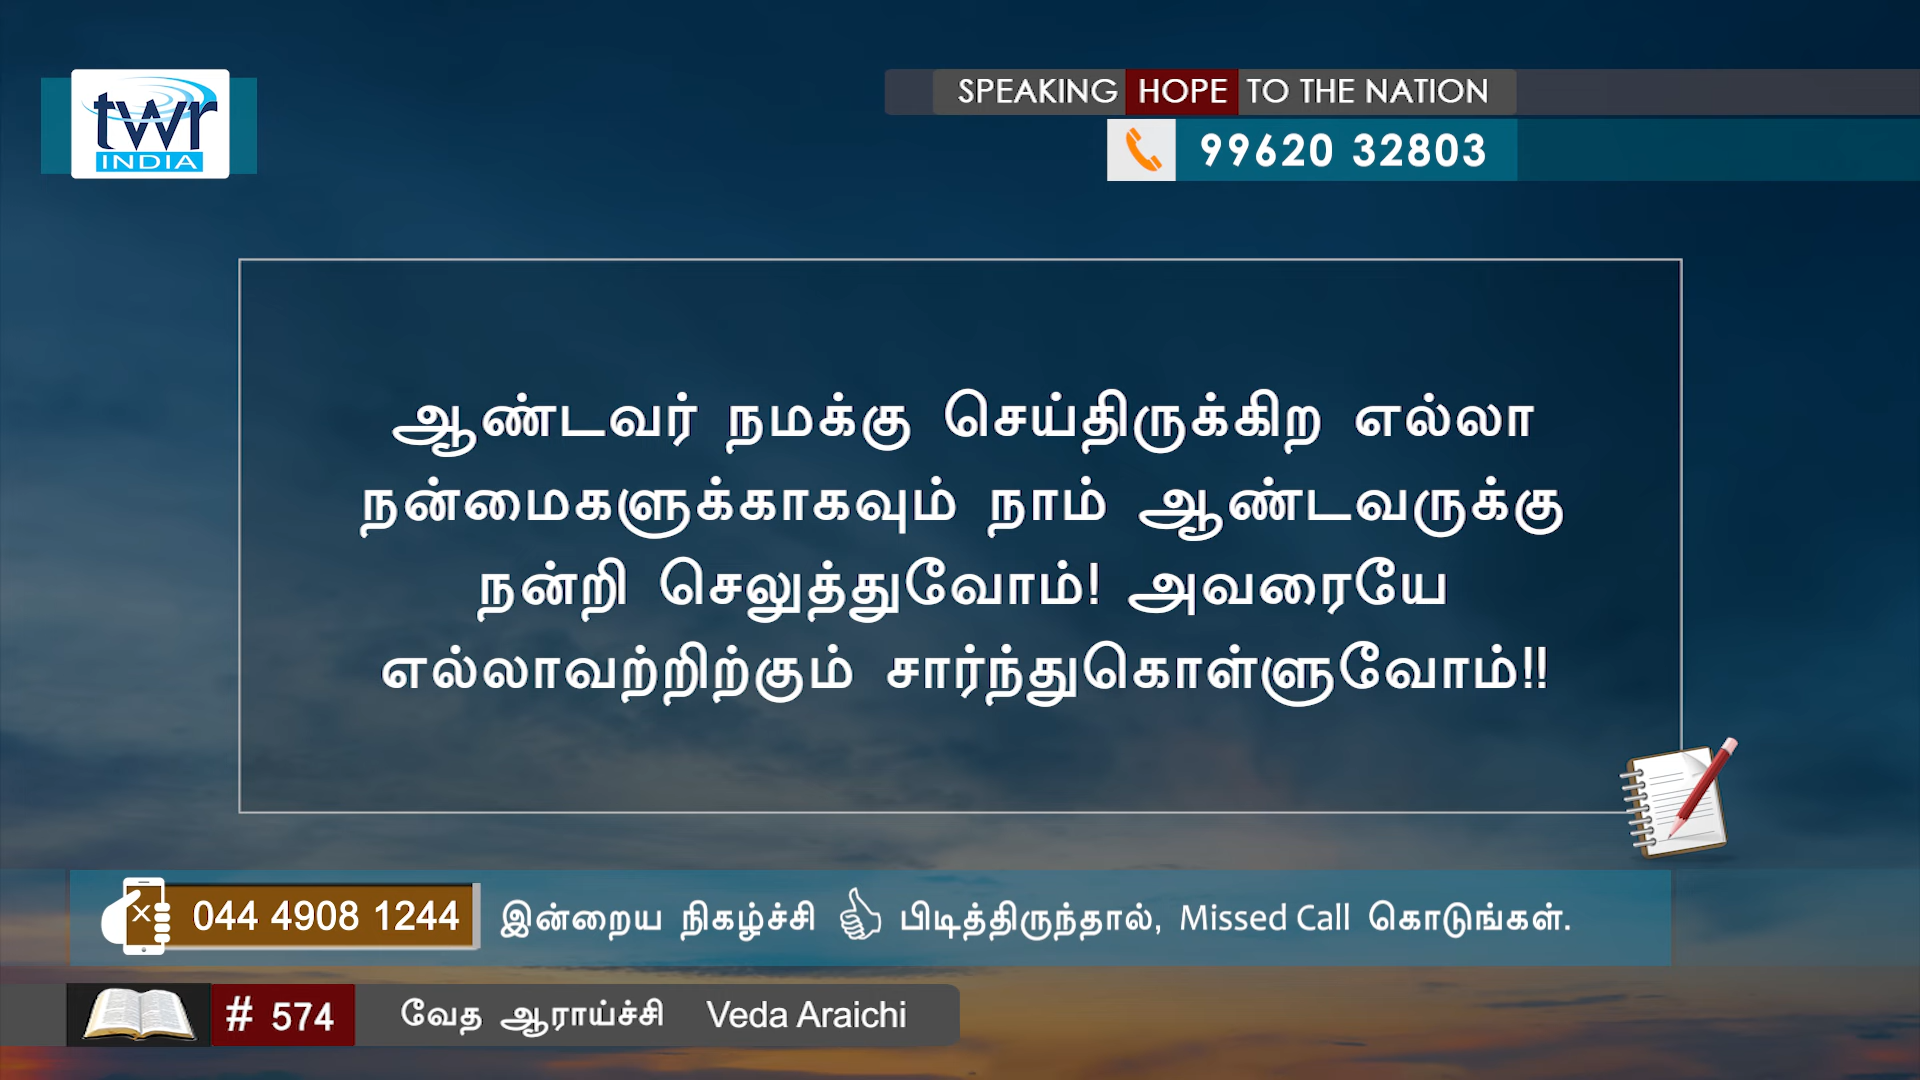 twr
INDIA
SPEAKING HOPE TO THE NATION
99620 32803
ஆண்டவர் நமக்கு செய்திருக்கிற எல்லா
நன்மைகளுக்காகவும் நாம் ஆண்டவருக்கு
நன்றி செலுத்துவோம்! அவரையே
எல்லாவற்றிற்கும் சார்ந்துகொள்ளுவோம்!!
044 4908 1244 இன்றைய நிகழ்ச்சி பிடித்திருந்தால், Missed Call கொடுங்கள்.
# 574 வேத ஆராய்ச்சி Veda Araichi